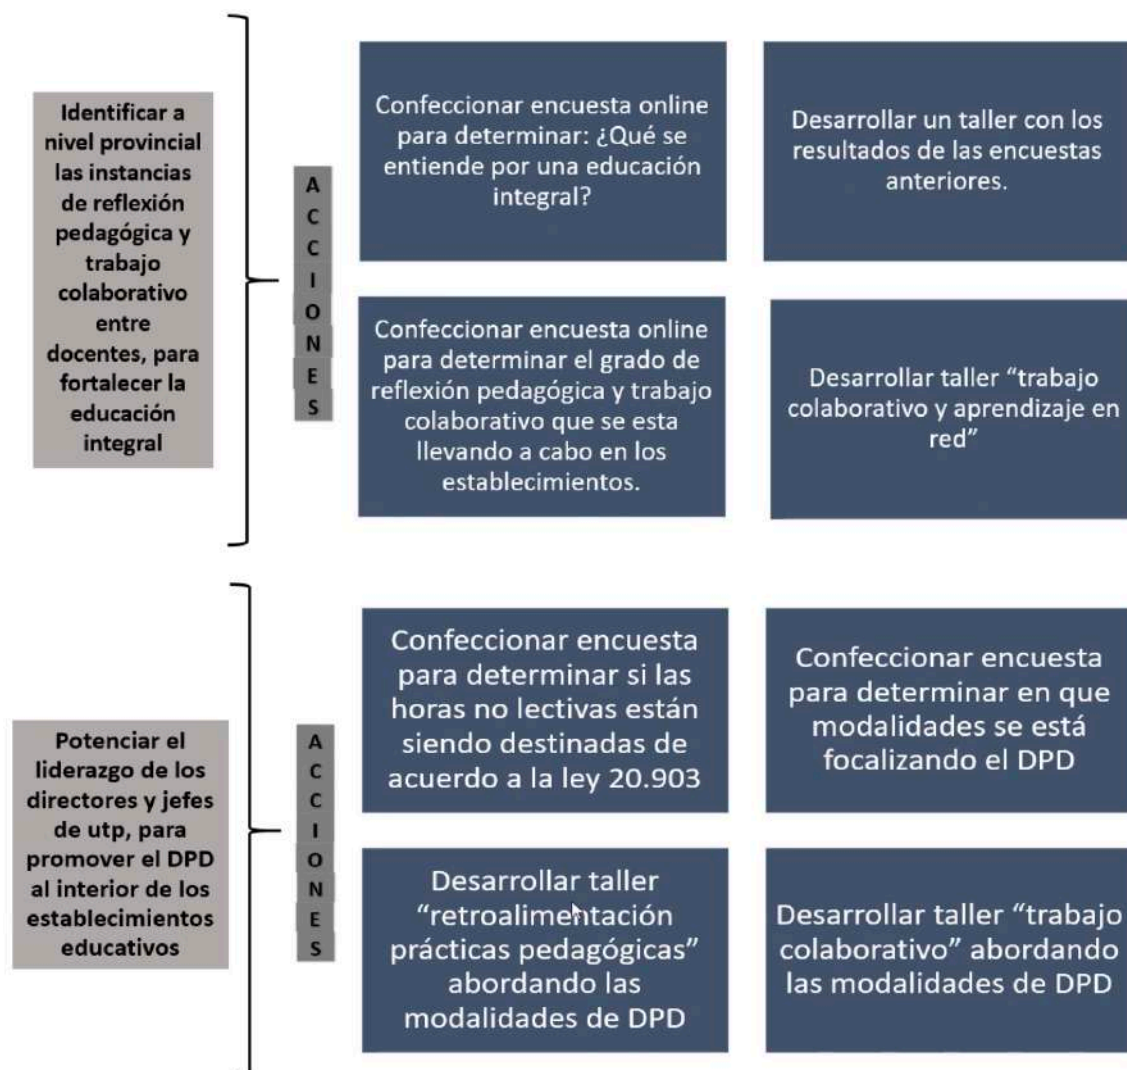 Identificar a
nivel provincial
las instancias
de reflexión
pedagógica y
trabajo
colaborativo
entre
docentes, para
fortalecer la
educación
integral
A
C
C
I
O
N
E
S
Confeccionar encuesta online
para determinar: ¿Qué se
entiende por una educación
integral?
Desarrollar un taller con los
resultados de las encuestas
anteriores.
Confeccionar encuesta online
para determinar el grado de
reflexión pedagógica y trabajo
colaborativo que se esta
llevando a cabo en los
establecimientos.
Desarrollar taller “trabajo
colaborativo y aprendizaje en
red”
Potenciar el
liderazgo de los
directores y jefes
de utp, para
promover el DPD
al interior de los
establecimientos
educativos
A
C
C
I
O
N
E
S
Confeccionar encuesta
para determinar si las
horas no lectivas están
siendo destinadas de
acuerdo a la ley 20.903
Confeccionar encuesta
para determinar en que
modalidades se está
focalizando el DPD
Desarrollar taller
“retroalimentación
prácticas pedagógicas”
abordando las
modalidades de DPD
Desarrollar taller “trabajo
colaborativo” abordando
las modalidades de DPD